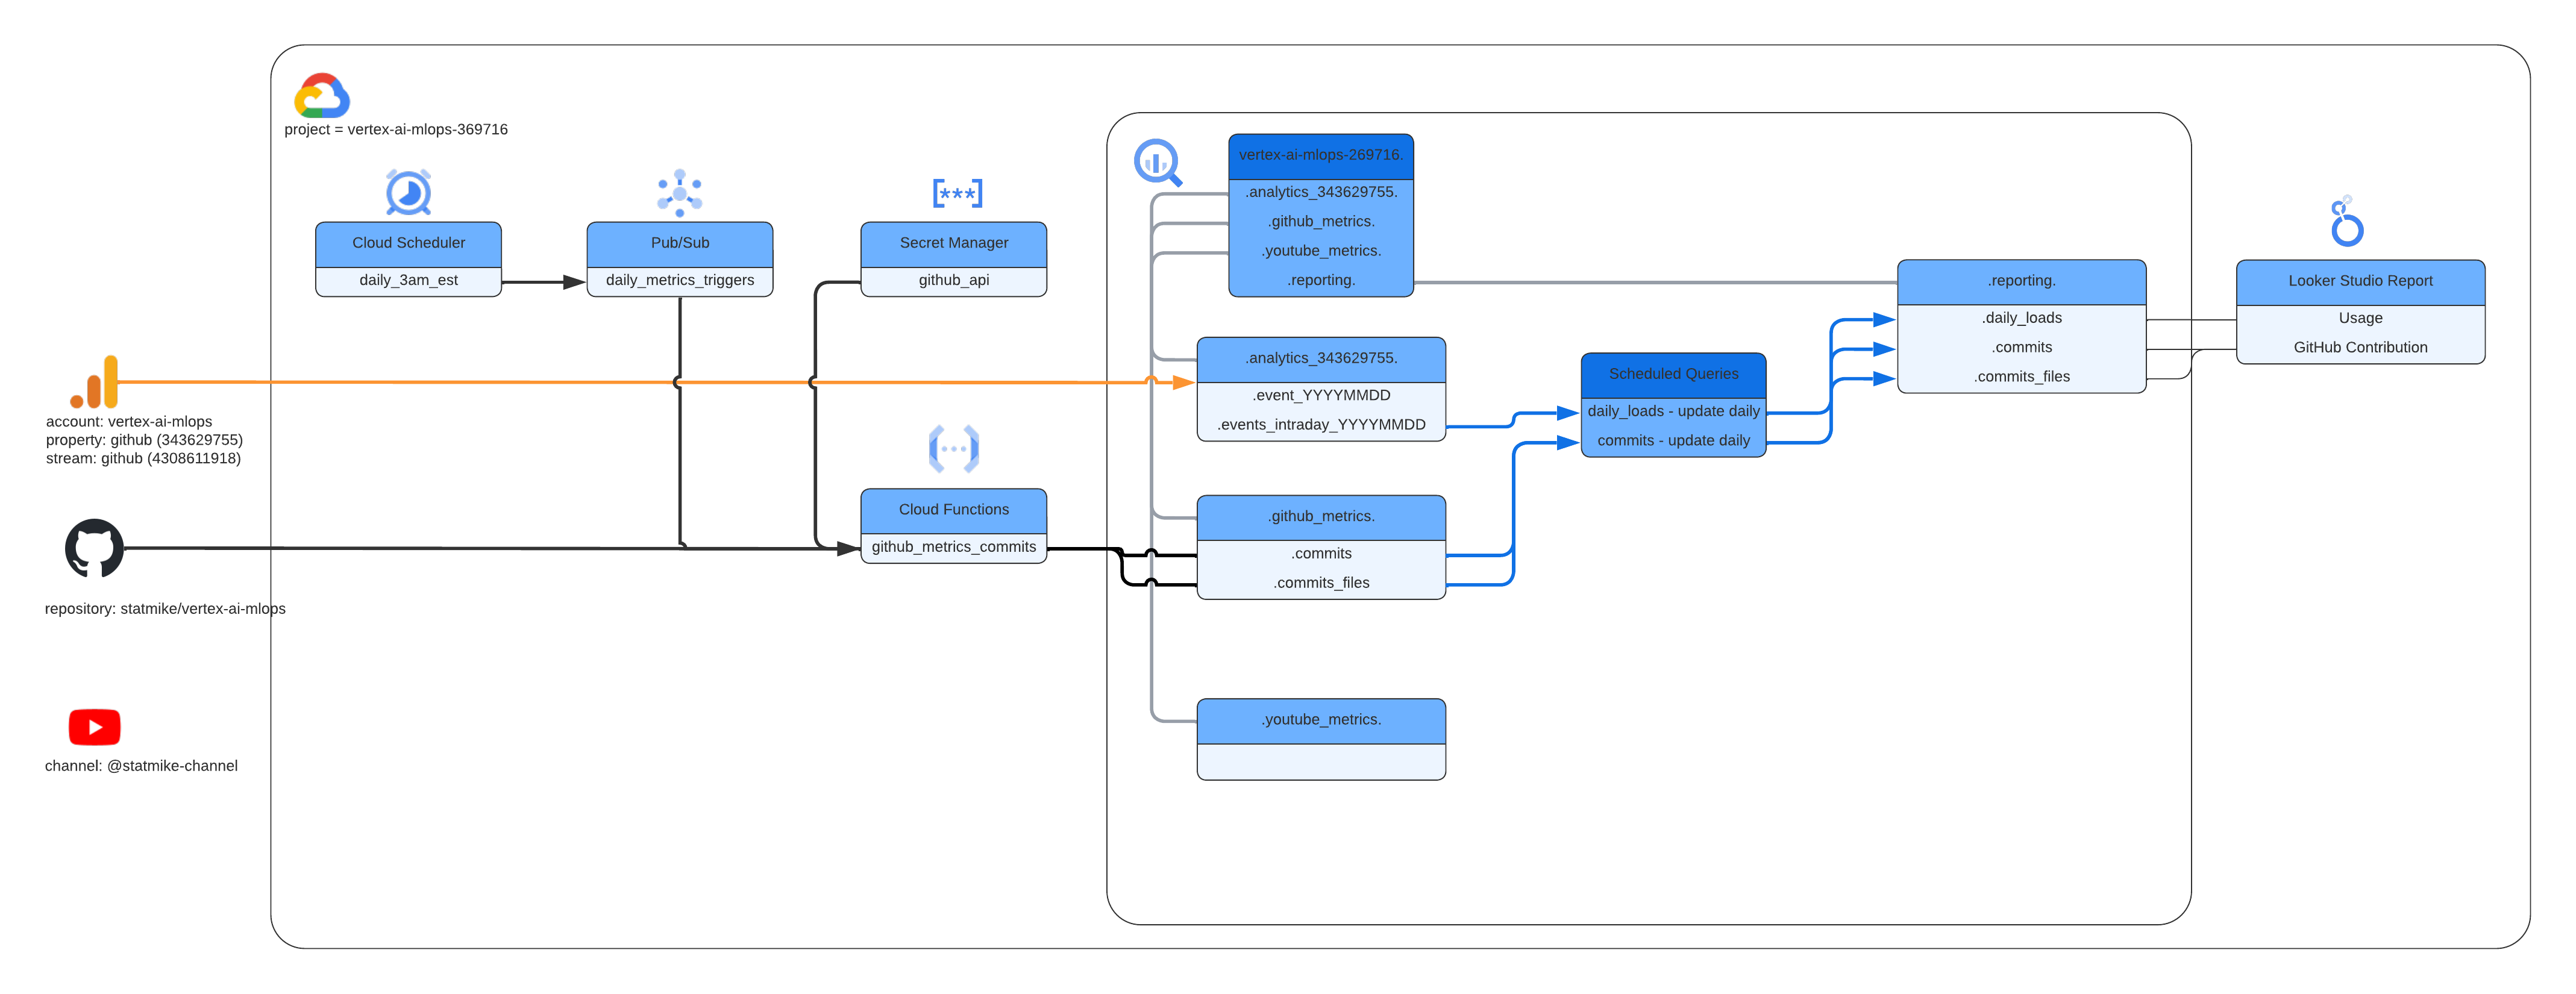 project = vertex-ai-mlops-369716
Cloud Scheduler
daily_3am_est
Pub/Sub
daily_metrics_triggers
[***]
Secret Manager
github_api
vertex-ai-mlops-269716.
.analytics_343629755.
.github_metrics.
.youtube_metrics.
.reporting.
account: vertex-ai-mlops
property: github (343629755)
stream: github (4308611918)
.analytics_343629755.
.event_YYYYMMDD
.events_intraday_YYYYMMDD
Scheduled Queries
daily_loads - update daily
commits - update daily
.reporting.
.daily_loads
.commits
.commits_files
Looker Studio Report
Usage
GitHub Contribution
repository: statmike/vertex-ai-mlops
Cloud Functions
github_metrics_commits
.github_metrics.
.commits
.commits_files
channel: @statmike-channel
.youtube_metrics.